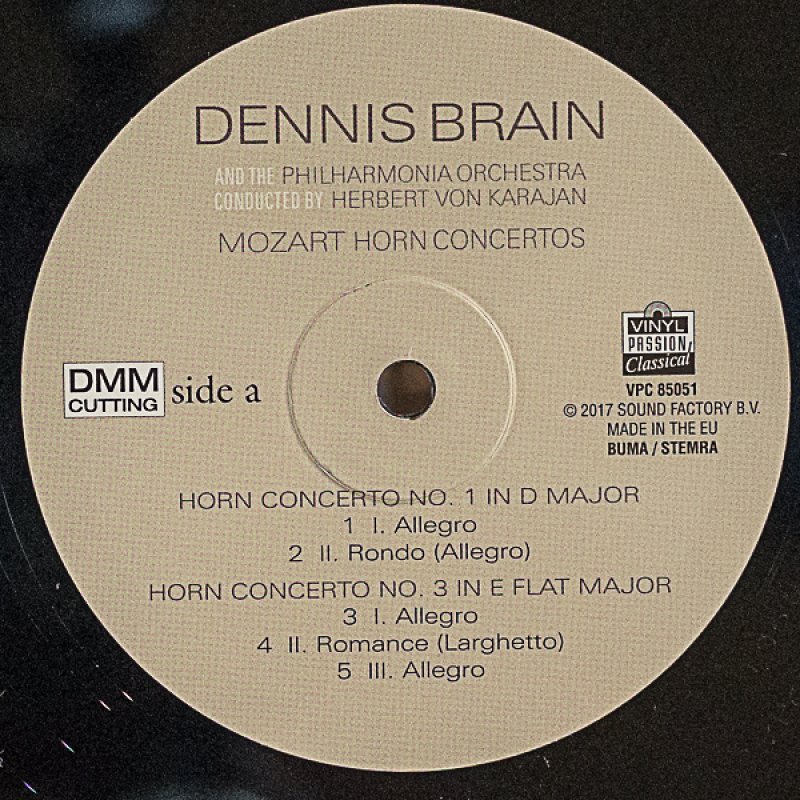 DENNIS BRAIN
AND THE PHILHARMONIA ORCHESTRA
CONDUCTED BY HERBERT VON KARAJAN
MOZART HORN CONCERTOS
DMM
CUTTING
side a
VINYL
PASSION
Classical
VPC 85051
© 2017 SOUND FACTORY B.V.
MADE IN THE EU
BUMA / STEMRA
HORN CONCERTO NO. 1 IN D MAJOR
1 I. Allegro
2 II. Rondo (Allegro)
HORN CONCERTO NO. 3 IN E FLAT MAJOR
3 I. Allegro
4 II. Romance (Larghetto)
5 III. Allegro